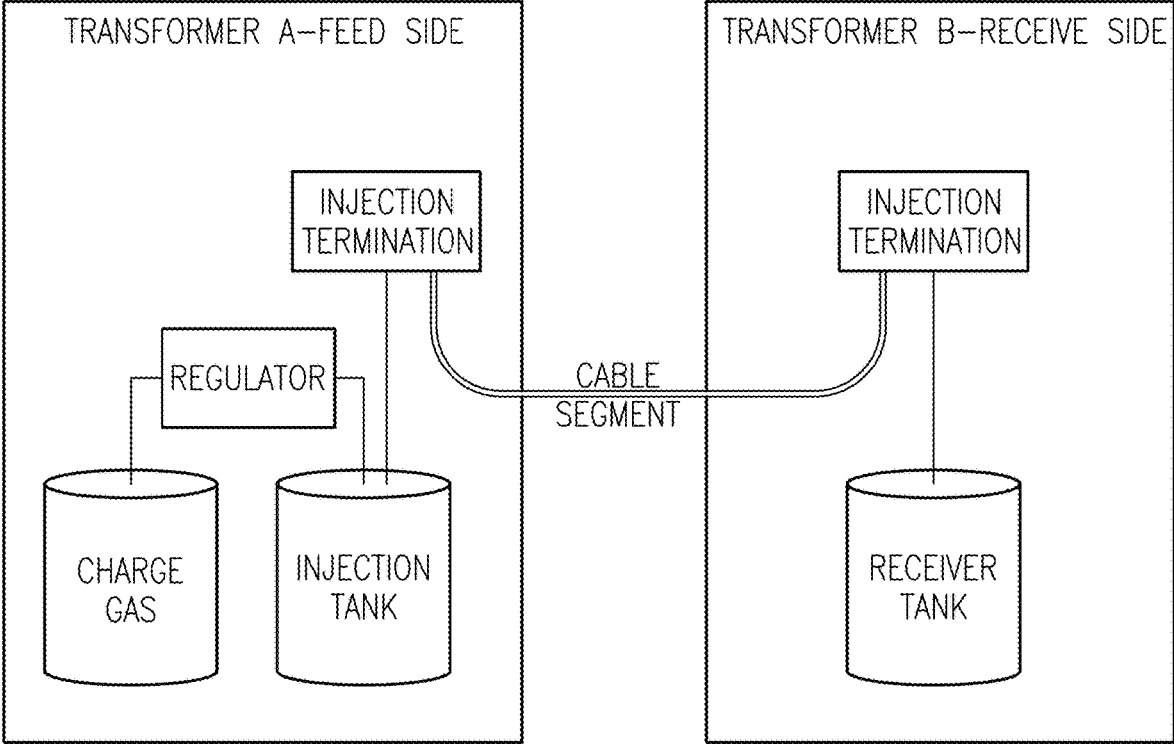 TRANSFORMER A-FEED SIDE
TRANSFORMER B-RECEIVE SIDE
INJECTION
TERMINATION
INJECTION
TERMINATION
REGULATOR
CABLE
SEGMENT
CHARGE
GAS
INJECTION
TANK
RECEIVER
TANK